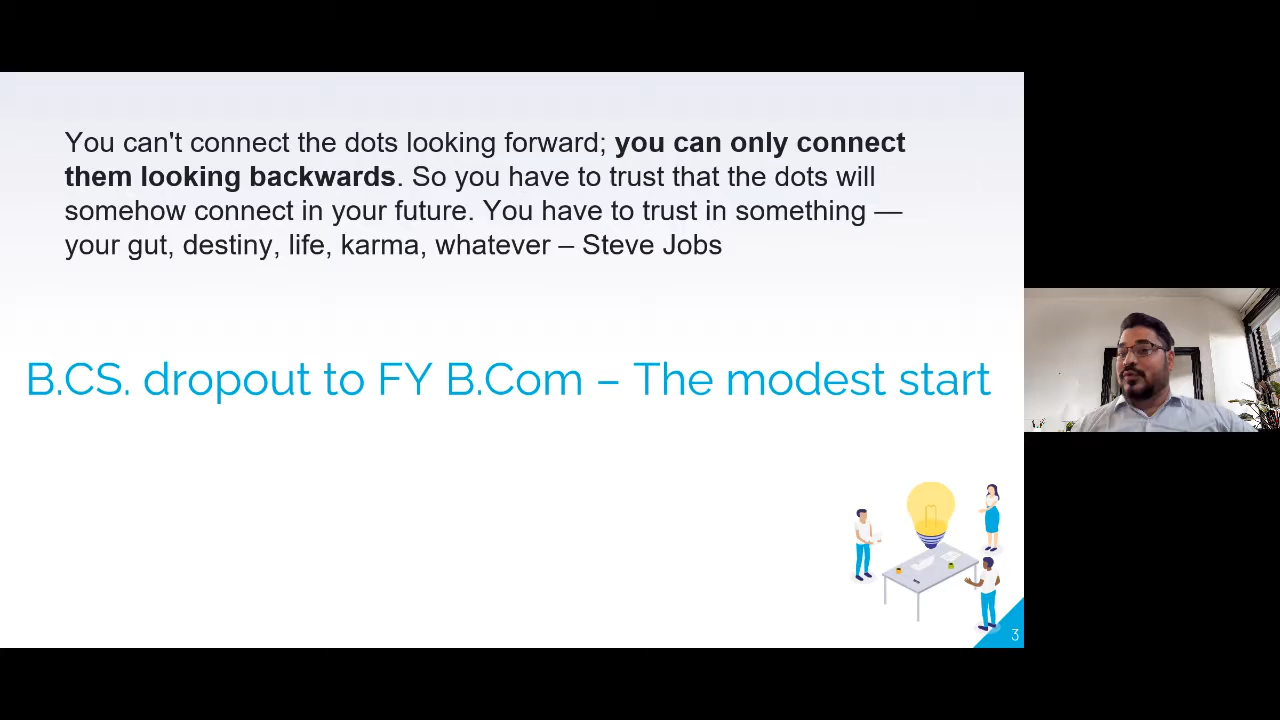 You can't connect the dots looking forward; you can only connect
them looking backwards. So you have to trust that the dots will
somehow connect in your future. You have to trust in something —
your gut, destiny, life, karma, whatever – Steve Jobs
B.CS. dropout to FY B.Com – The modest start
3